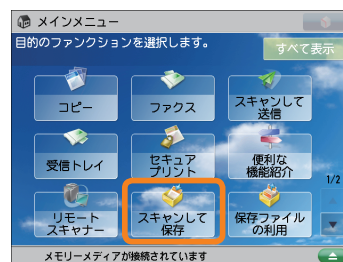 メインメニュー
目的のファンクションを選択します。
すべて表示
コピー
ファクス
スキャンして
送信
受信トレイ
セキュア
プリント
便利な
機能紹介
1/2
リモート
スキャナー
スキャンして
保存
保存ファイル
の利用
メモリーメディアが接続されています